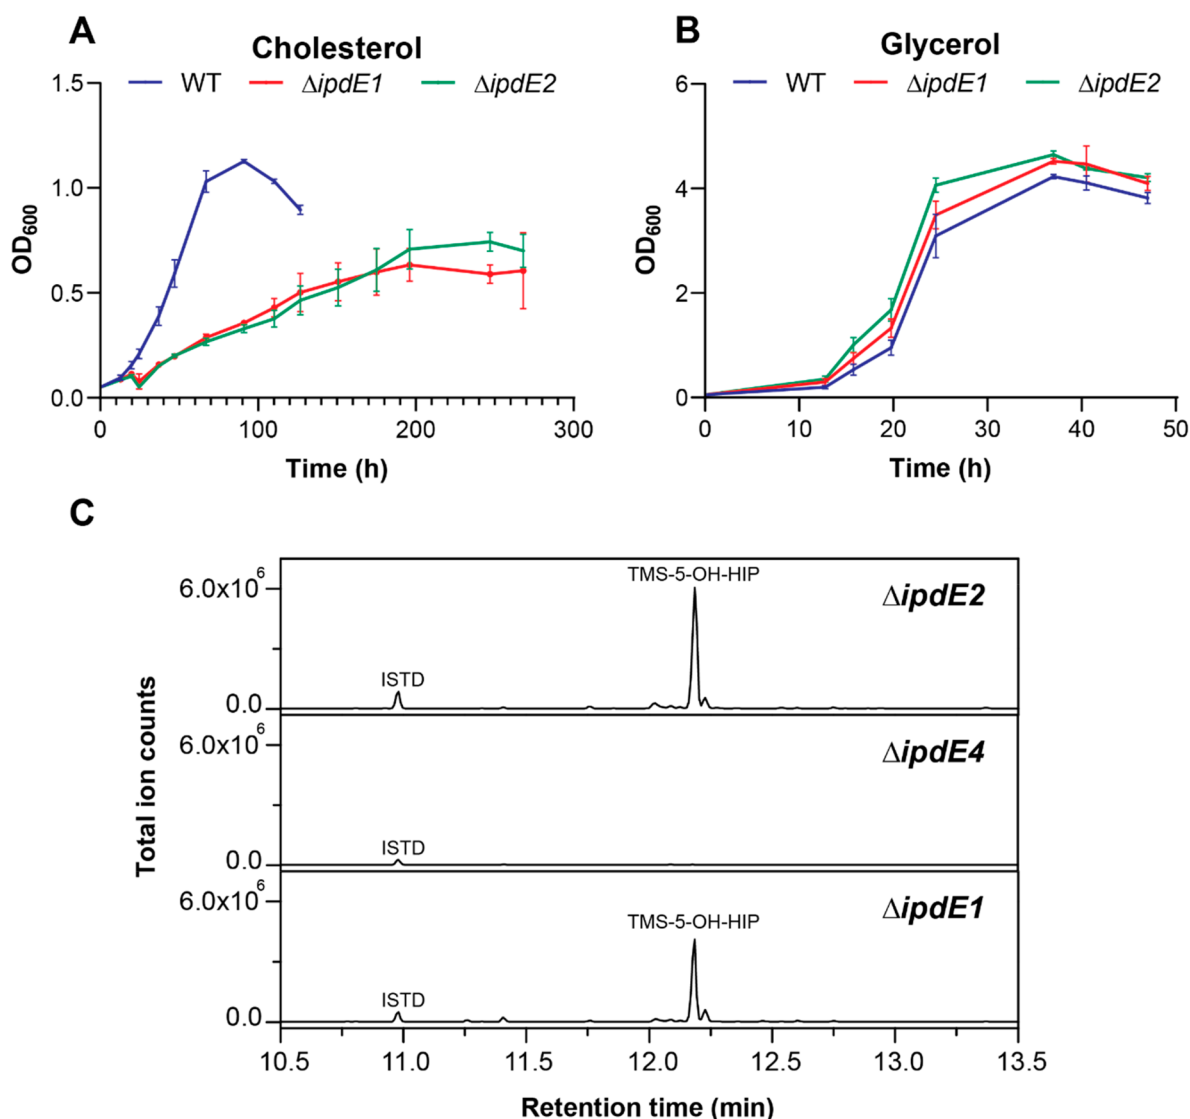 A
Cholesterol
WT ΔipdE1 ΔipdE2
1.5
1.0
0.5
0.0
OD600
0 100 200 300
Time (h)
B
Glycerol
WT ΔipdE1 ΔipdE2
6
4
2
0
OD600
0 10 20 30 40 50
Time (h)
C
Total ion counts
6.0x10^6
0.0
ISTD
TMS-5-OH-HIP
ΔipdE2
6.0x10^6
0.0
ISTD
ΔipdE4
6.0x10^6
0.0
ISTD
TMS-5-OH-HIP
ΔipdE1
10.5 11.0 11.5 12.0 12.5 13.0 13.5
Retention time (min)